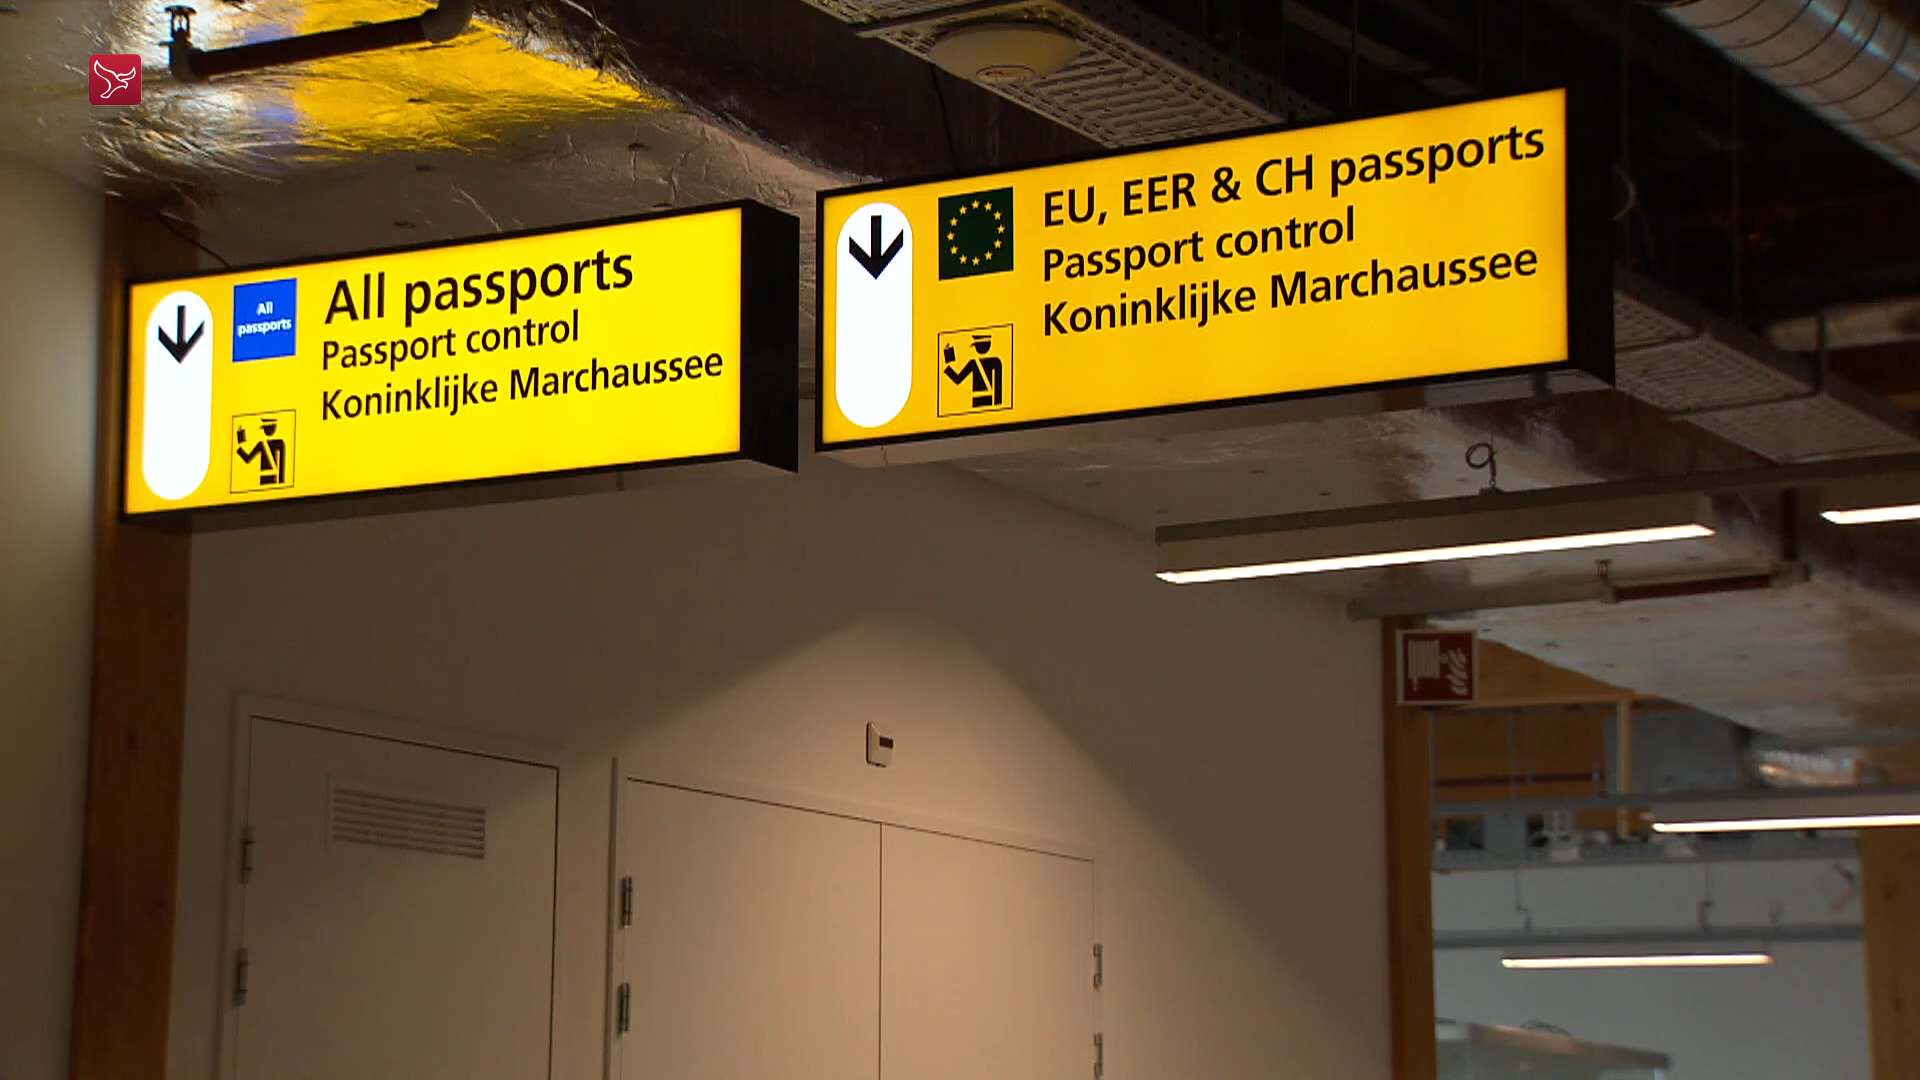 All
passports
All passports
Passport control
Koninklijke Marchaussee
EU, EER & CH passports
Passport control
Koninklijke Marchaussee